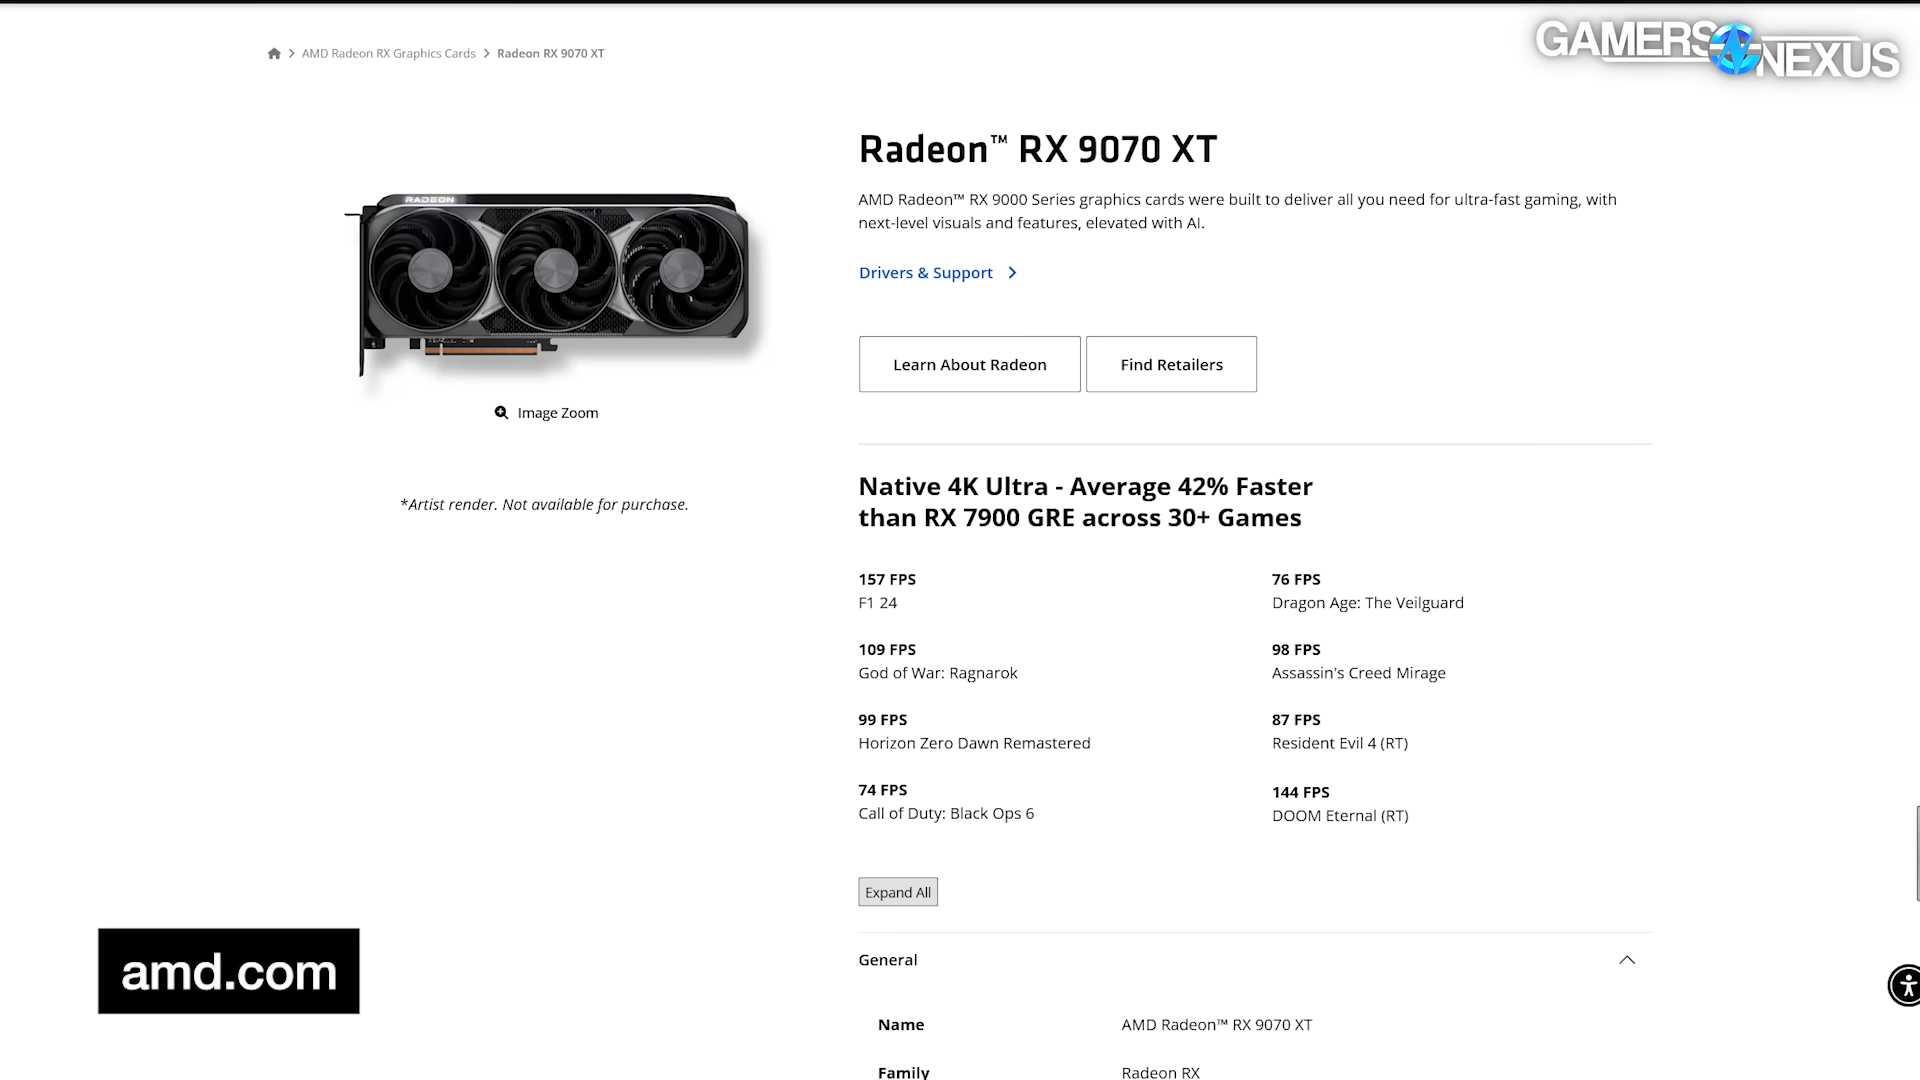 GAMERS NEXUS
AMD Radeon RX Graphics Cards > Radeon RX 9070 XT
RADEON
Radeon™ RX 9070 XT
AMD Radeon™ RX 9000 Series graphics cards were built to deliver all you need for ultra-fast gaming, with
next-level visuals and features, elevated with AI.
Drivers & Support
Learn About Radeon
Find Retailers
Image Zoom
*Artist render. Not available for purchase.
Native 4K Ultra - Average 42% Faster
than RX 7900 GRE across 30+ Games
157 FPS
F1 24
76 FPS
Dragon Age: The Veilguard
109 FPS
God of War: Ragnarok
98 FPS
Assassin's Creed Mirage
99 FPS
Horizon Zero Dawn Remastered
87 FPS
Resident Evil 4 (RT)
74 FPS
Call of Duty: Black Ops 6
144 FPS
DOOM Eternal (RT)
Expand All
General
Name AMD Radeon™ RX 9070 XT
Family Radeon RX
amd.com